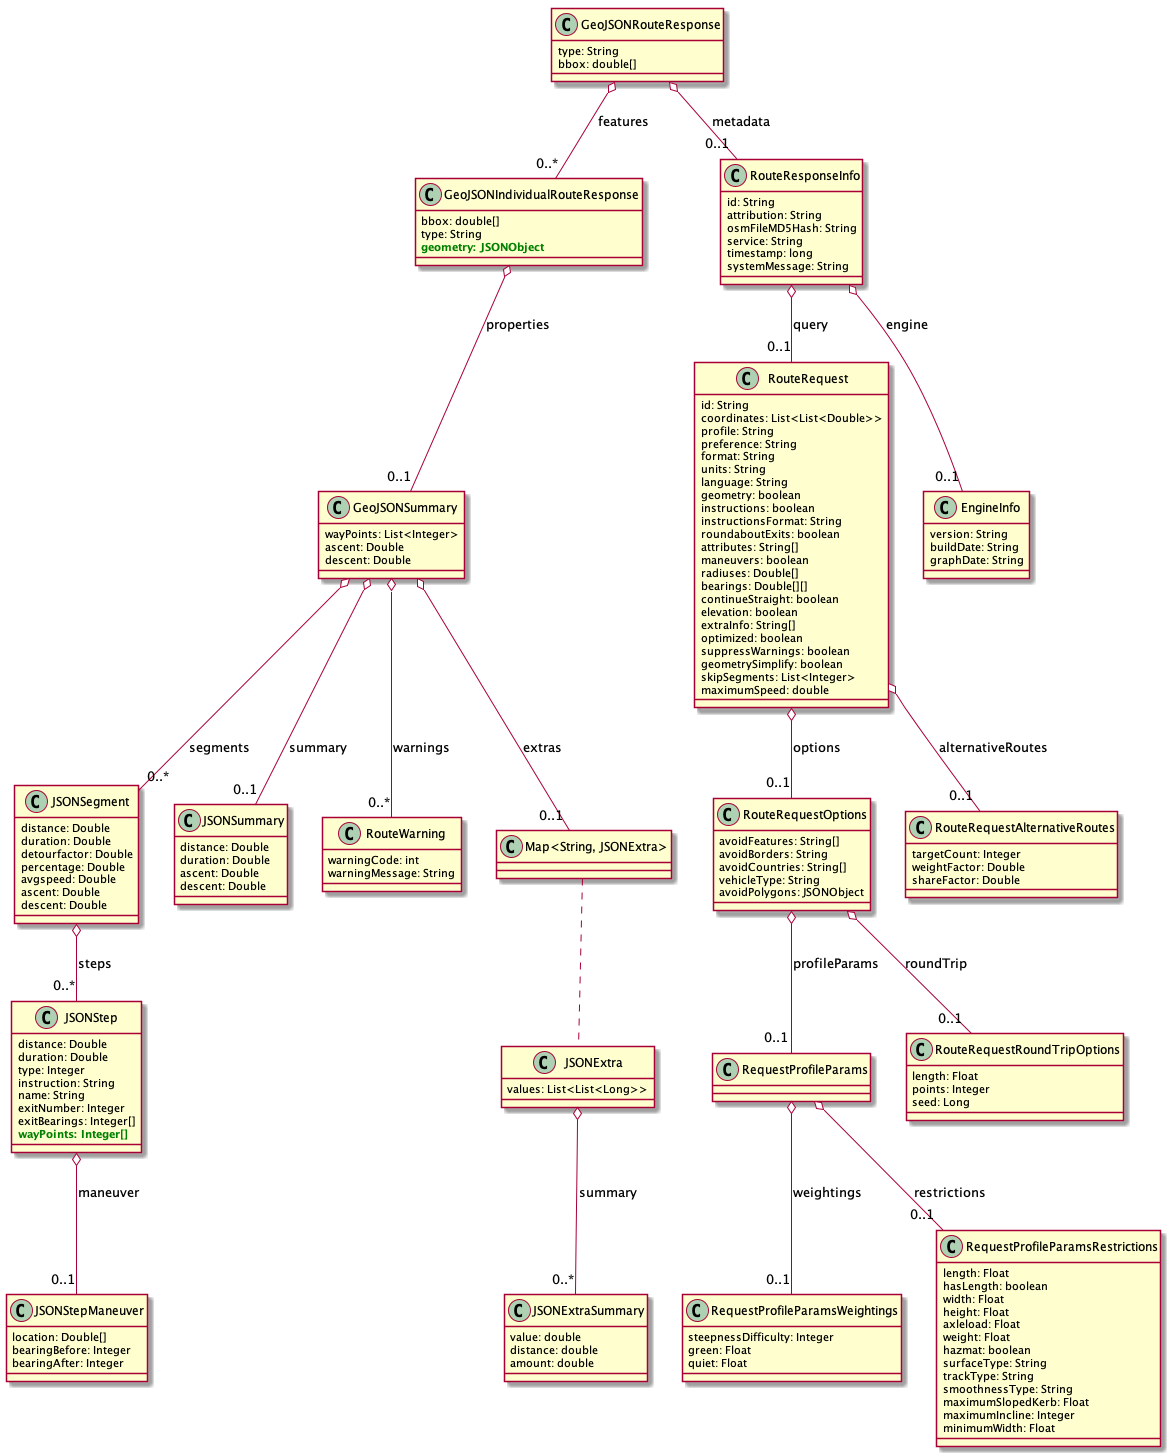 C GeoJSONRouteResponse
type: String
bbox: double[]
features
metadata
0..*
0..1
C GeoJSONIndividualRouteResponse
bbox: double[]
type: String
geometry: JSONObject
C RouteResponseInfo
id: String
attribution: String
osmFileMD5Hash: String
service: String
timestamp: long
systemMessage: String
properties
query
engine
0..1
0..1
0..1
C RouteRequest
id: String
coordinates: List<List<Double>>
profile: String
preference: String
format: String
units: String
language: String
geometry: boolean
instructions: boolean
instructionsFormat: String
roundaboutExits: boolean
attributes: String[]
maneuvers: boolean
radiuses: Double[]
bearings: Double[][]
continueStraight: boolean
elevation: boolean
extraInfo: String[]
optimized: boolean
suppressWarnings: boolean
geometrySimplify: boolean
skipSegments: List<Integer>
maximumSpeed: double
C GeoJSONSummary
wayPoints: List<Integer>
ascent: Double
descent: Double
C EngineInfo
version: String
buildDate: String
graphDate: String
segments
summary
warnings
extras
options
alternativeRoutes
0..*
0..1
0..*
0..1
0..1
0..1
C JSONSegment
distance: Double
duration: Double
detourfactor: Double
percentage: Double
avgspeed: Double
ascent: Double
descent: Double
C JSONSummary
distance: Double
duration: Double
ascent: Double
descent: Double
C RouteWarning
warningCode: int
warningMessage: String
C Map<String, JSONExtra>
C RouteRequestOptions
avoidFeatures: String[]
avoidBorders: String
avoidCountries: String[]
vehicleType: String
avoidPolygons: JSONObject
C RouteRequestAlternativeRoutes
targetCount: Integer
weightFactor: Double
shareFactor: Double
steps
profileParams
roundTrip
0..*
0..1
0..1
C JSONStep
distance: Double
duration: Double
type: Integer
instruction: String
name: String
exitNumber: Integer
exitBearings: Integer[]
wayPoints: Integer[]
C JSONExtra
values: List<List<Long>>
C RequestProfileParams
C RouteRequestRoundTripOptions
length: Float
points: Integer
seed: Long
maneuver
summary
weightings
restrictions
0..1
0..*
0..1
0..1
C JSONStepManeuver
location: Double[]
bearingBefore: Integer
bearingAfter: Integer
C JSONExtraSummary
value: double
distance: double
amount: double
C RequestProfileParamsWeightings
steepnessDifficulty: Integer
green: Float
quiet: Float
C RequestProfileParamsRestrictions
length: Float
hasLength: boolean
width: Float
height: Float
axleload: Float
weight: Float
hazmat: boolean
surfaceType: String
trackType: String
smoothnessType: String
maximumSlopedKerb: Float
maximumIncline: Integer
minimumWidth: Float